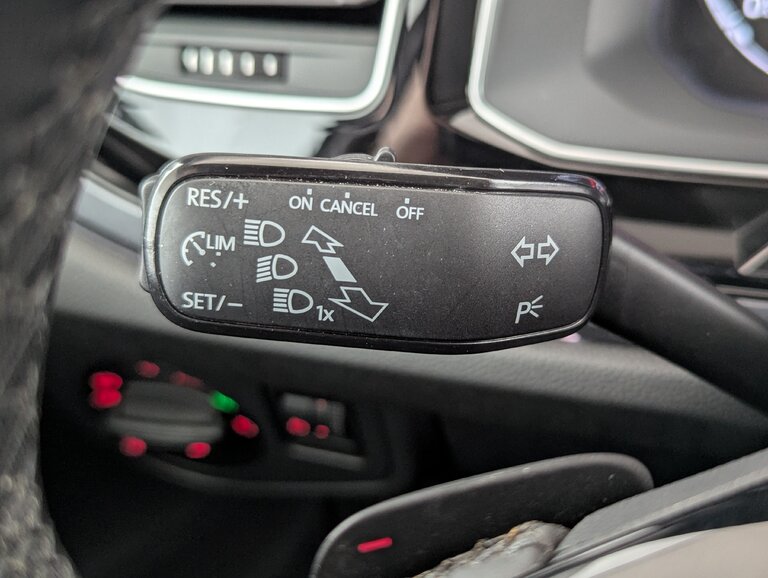 RES/+ ON CANCEL OFF
LIM
SET/- 1x P